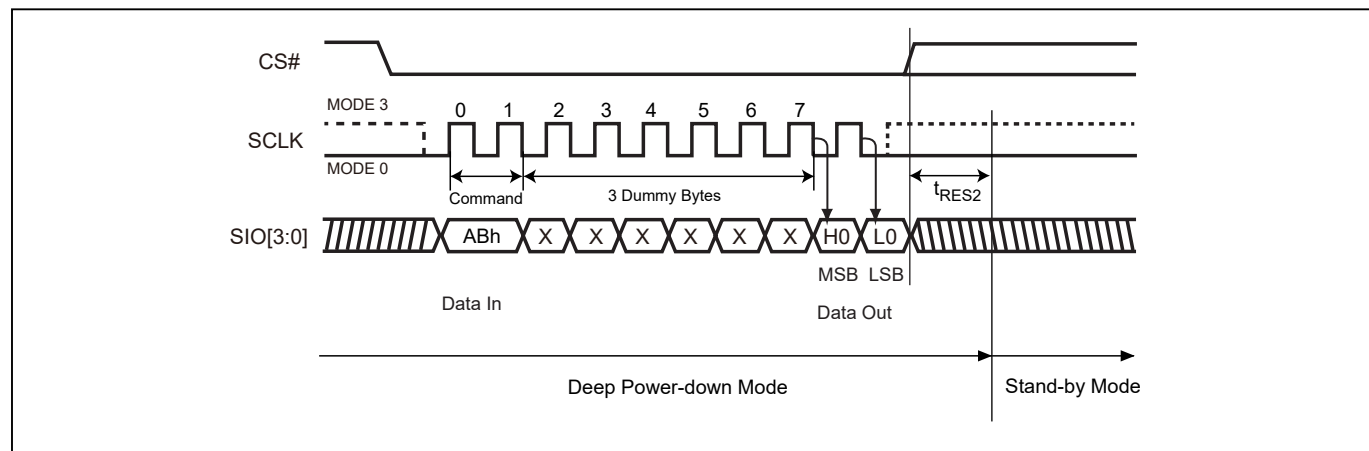 CS#
MODE 3
0 1 2 3 4 5 6 7
SCLK
MODE 0
Command
3 Dummy Bytes
tRES2
SIO[3:0]
ABh X X X X X X H0 L0
MSB LSB
Data In
Data Out
Deep Power-down Mode
Stand-by Mode